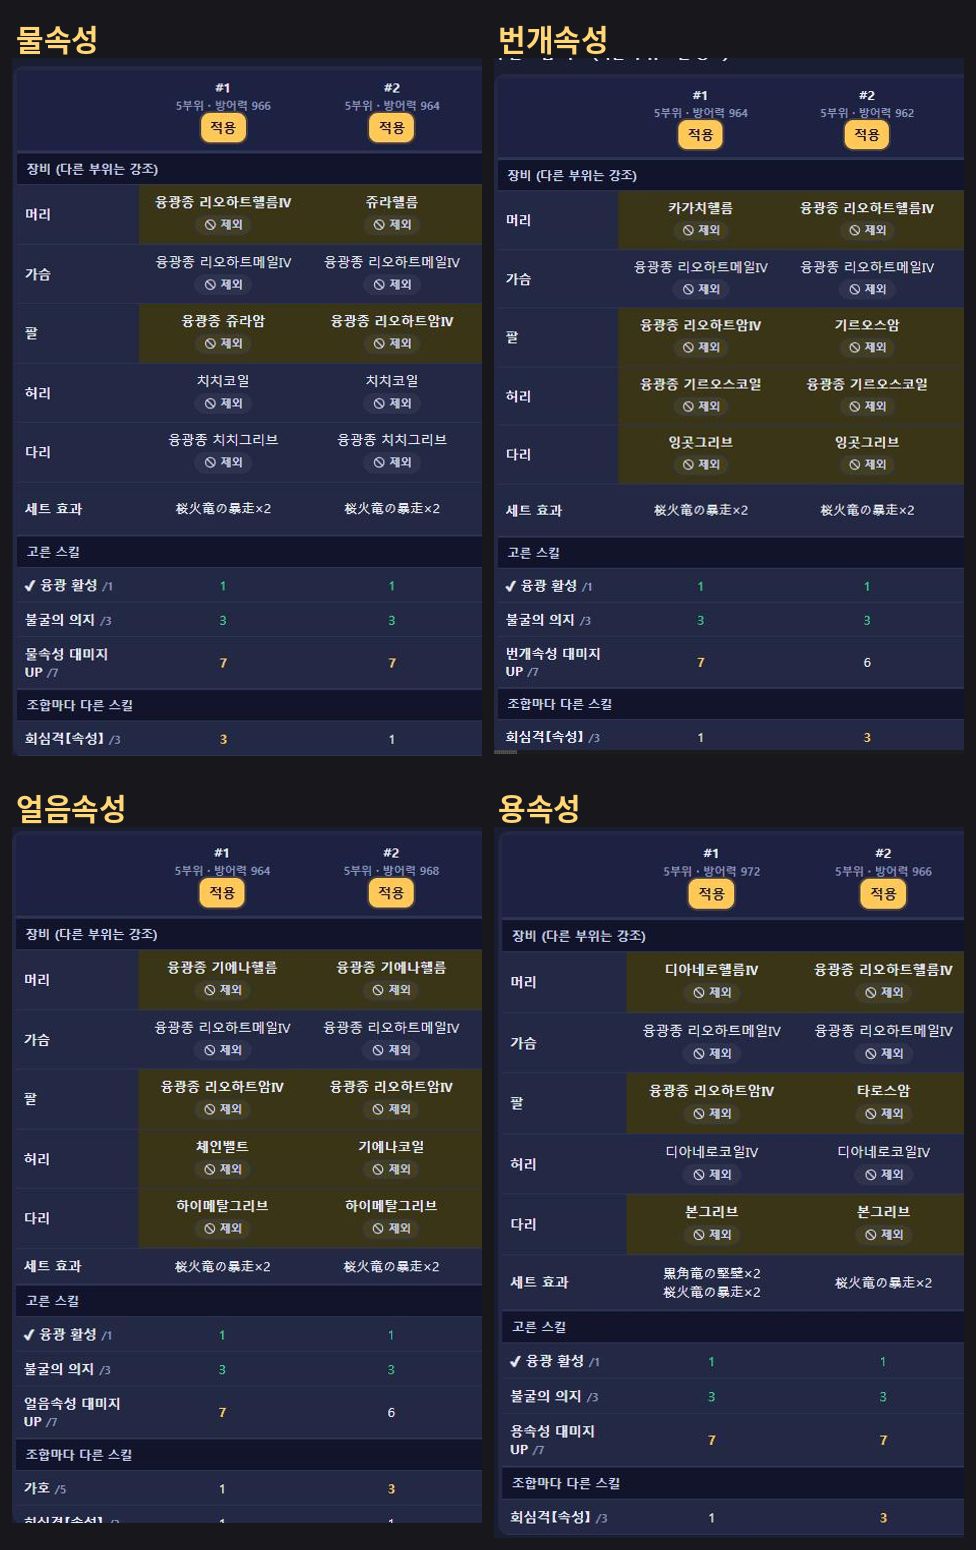 물속성
#1 #2
5부위 · 방어력 966 5부위 · 방어력 964
적용 적용
장비 (다른 부위는 강조)
머리 융광종 리오하트헬름Ⅳ 쥬라헬름
제외 제외
가슴 융광종 리오하트메일Ⅳ 융광종 리오하트메일Ⅳ
제외 제외
팔 융광종 쥬라암 융광종 리오하트암Ⅳ
제외 제외
허리 치치코일 치치코일
제외 제외
다리 융광종 치치그리브 융광종 치치그리브
제외 제외
세트 효과 桜火竜の暴走×2 桜火竜の暴走×2
고른 스킬
✓ 융광 활성 /1 1 1
불굴의 의지 /3 3 3
물속성 대미지
UP /7 7 7
조합마다 다른 스킬
회심격【속성】 /3 3 1
번개속성
#1 #2
5부위 · 방어력 964 5부위 · 방어력 962
적용 적용
장비 (다른 부위는 강조)
머리 카가치헬름 융광종 리오하트헬름Ⅳ
제외 제외
가슴 융광종 리오하트메일Ⅳ 융광종 리오하트메일Ⅳ
제외 제외
팔 융광종 리오하트암Ⅳ 기르오스암
제외 제외
허리 융광종 기르오스코일 융광종 기르오스코일
제외 제외
다리 잉곳그리브 잉곳그리브
제외 제외
세트 효과 桜火竜の暴走×2 桜火竜の暴走×2
고른 스킬
✓ 융광 활성 /1 1 1
불굴의 의지 /3 3 3
번개속성 대미지
UP /7 7 6
조합마다 다른 스킬
회심격【속성】 /3 1 3
얼음속성
#1 #2
5부위 · 방어력 964 5부위 · 방어력 968
적용 적용
장비 (다른 부위는 강조)
머리 융광종 기에나헬름 융광종 기에나헬름
제외 제외
가슴 융광종 리오하트메일Ⅳ 융광종 리오하트메일Ⅳ
제외 제외
팔 융광종 리오하트암Ⅳ 융광종 리오하트암Ⅳ
제외 제외
허리 체인벨트 기에나코일
제외 제외
다리 하이메탈그리브 하이메탈그리브
제외 제외
세트 효과 桜火竜の暴走×2 桜火竜の暴走×2
고른 스킬
✓ 융광 활성 /1 1 1
불굴의 의지 /3 3 3
얼음속성 대미지
UP /7 7 6
조합마다 다른 스킬
가호 /5 1 3
용속성
#1 #2
5부위 · 방어력 972 5부위 · 방어력 966
적용 적용
장비 (다른 부위는 강조)
머리 디아네로헬름Ⅳ 융광종 리오하트헬름Ⅳ
제외 제외
가슴 융광종 리오하트메일Ⅳ 융광종 리오하트메일Ⅳ
제외 제외
팔 융광종 리오하트암Ⅳ 타로스암
제외 제외
허리 디아네로코일Ⅳ 디아네로코일Ⅳ
제외 제외
다리 본그리브 본그리브
제외 제외
세트 효과 黒角竜の堅壁×2
桜火竜の暴走×2 桜火竜の暴走×2
고른 스킬
✓ 융광 활성 /1 1 1
불굴의 의지 /3 3 3
용속성 대미지
UP /7 7 7
조합마다 다른 스킬
회심격【속성】 /3 1 3